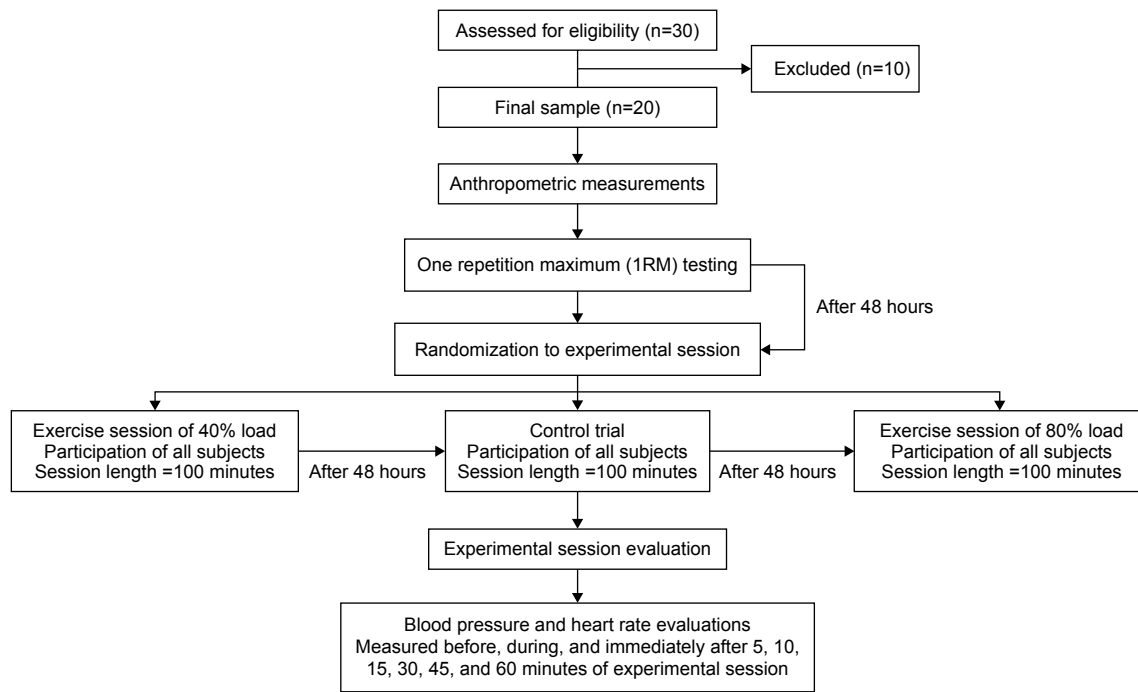 Assessed for eligibility (n=30)
Excluded (n=10)
Final sample (n=20)
Anthropometric measurements
One repetition maximum (1RM) testing
After 48 hours
Randomization to experimental session
Exercise session of 40% load
Participation of all subjects
Session length =100 minutes
After 48 hours
Control trial
Participation of all subjects
Session length =100 minutes
After 48 hours
Exercise session of 80% load
Participation of all subjects
Session length =100 minutes
Experimental session evaluation
Blood pressure and heart rate evaluations
Measured before, during, and immediately after 5, 10,
15, 30, 45, and 60 minutes of experimental session